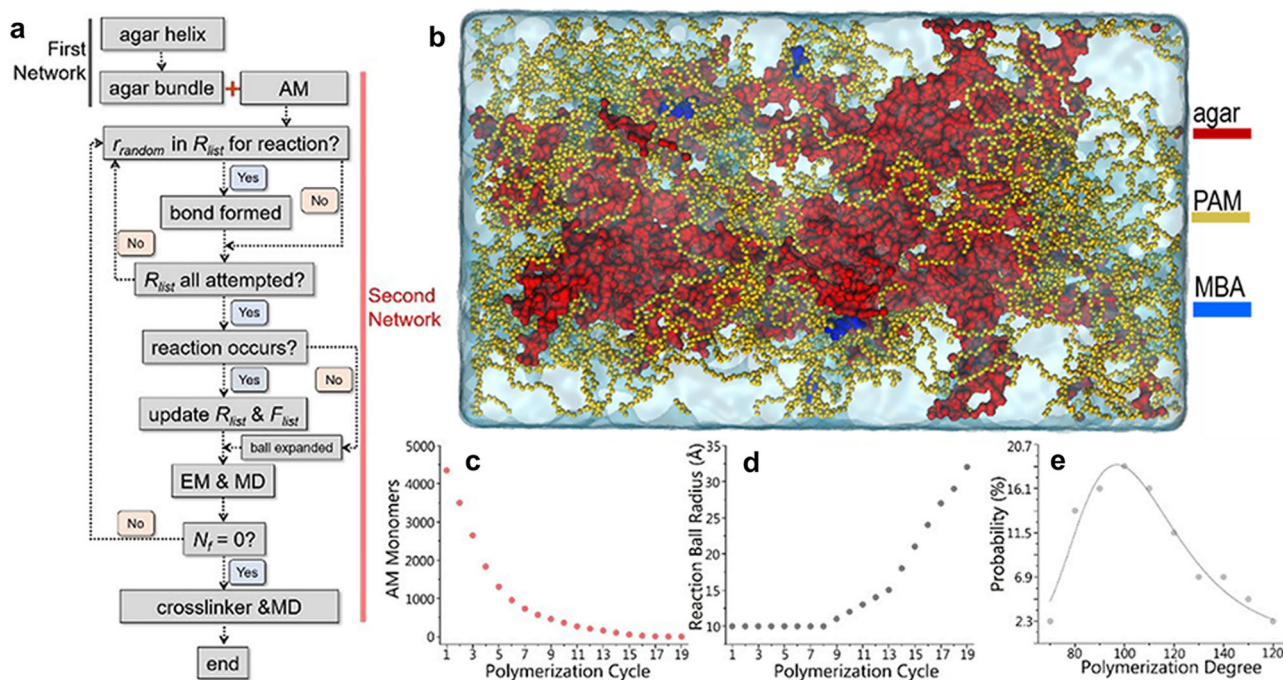 a
First
Network
agar helix
agar bundle + AM
r_random in R_list for reaction?
Yes
No
bond formed
No
R_list all attempted?
Yes
Second
Network
reaction occurs?
Yes
No
update R_list & F_list
ball expanded
EM & MD
No
N_f = 0?
Yes
crosslinker &MD
end
b
agar
PAM
MBA
c
AM Monomers
5000
4000
3000
2000
1000
0
1 3 5 7 9 11 13 15 17 19
Polymerization Cycle
d
Reaction Ball Radius (Å)
35
30
25
20
15
10
1 3 5 7 9 11 13 15 17 19
Polymerization Cycle
e
Probability (%)
20.7
16.1
11.5
6.9
2.3
80 100 120 140 120
Polymerization Degree